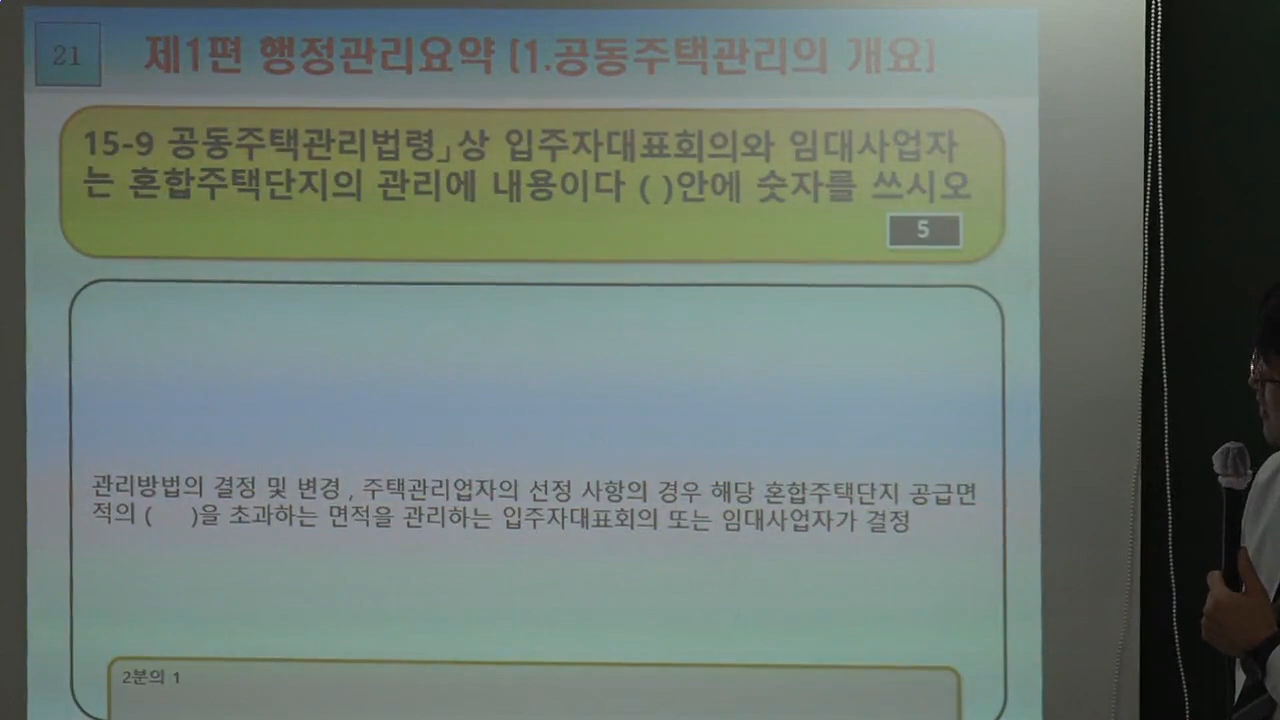 21
제1편 행정관리요약 [1.공동주택관리의 개요]
15-9 공동주택관리법령」상 입주자대표회의와 임대사업자
는 혼합주택단지의 관리에 내용이다 ( )안에 숫자를 쓰시오
5
관리방법의 결정 및 변경 , 주택관리업자의 선정 사항의 경우 해당 혼합주택단지 공급면
적의 ( )을 초과하는 면적을 관리하는 입주자대표회의 또는 임대사업자가 결정
2분의 1